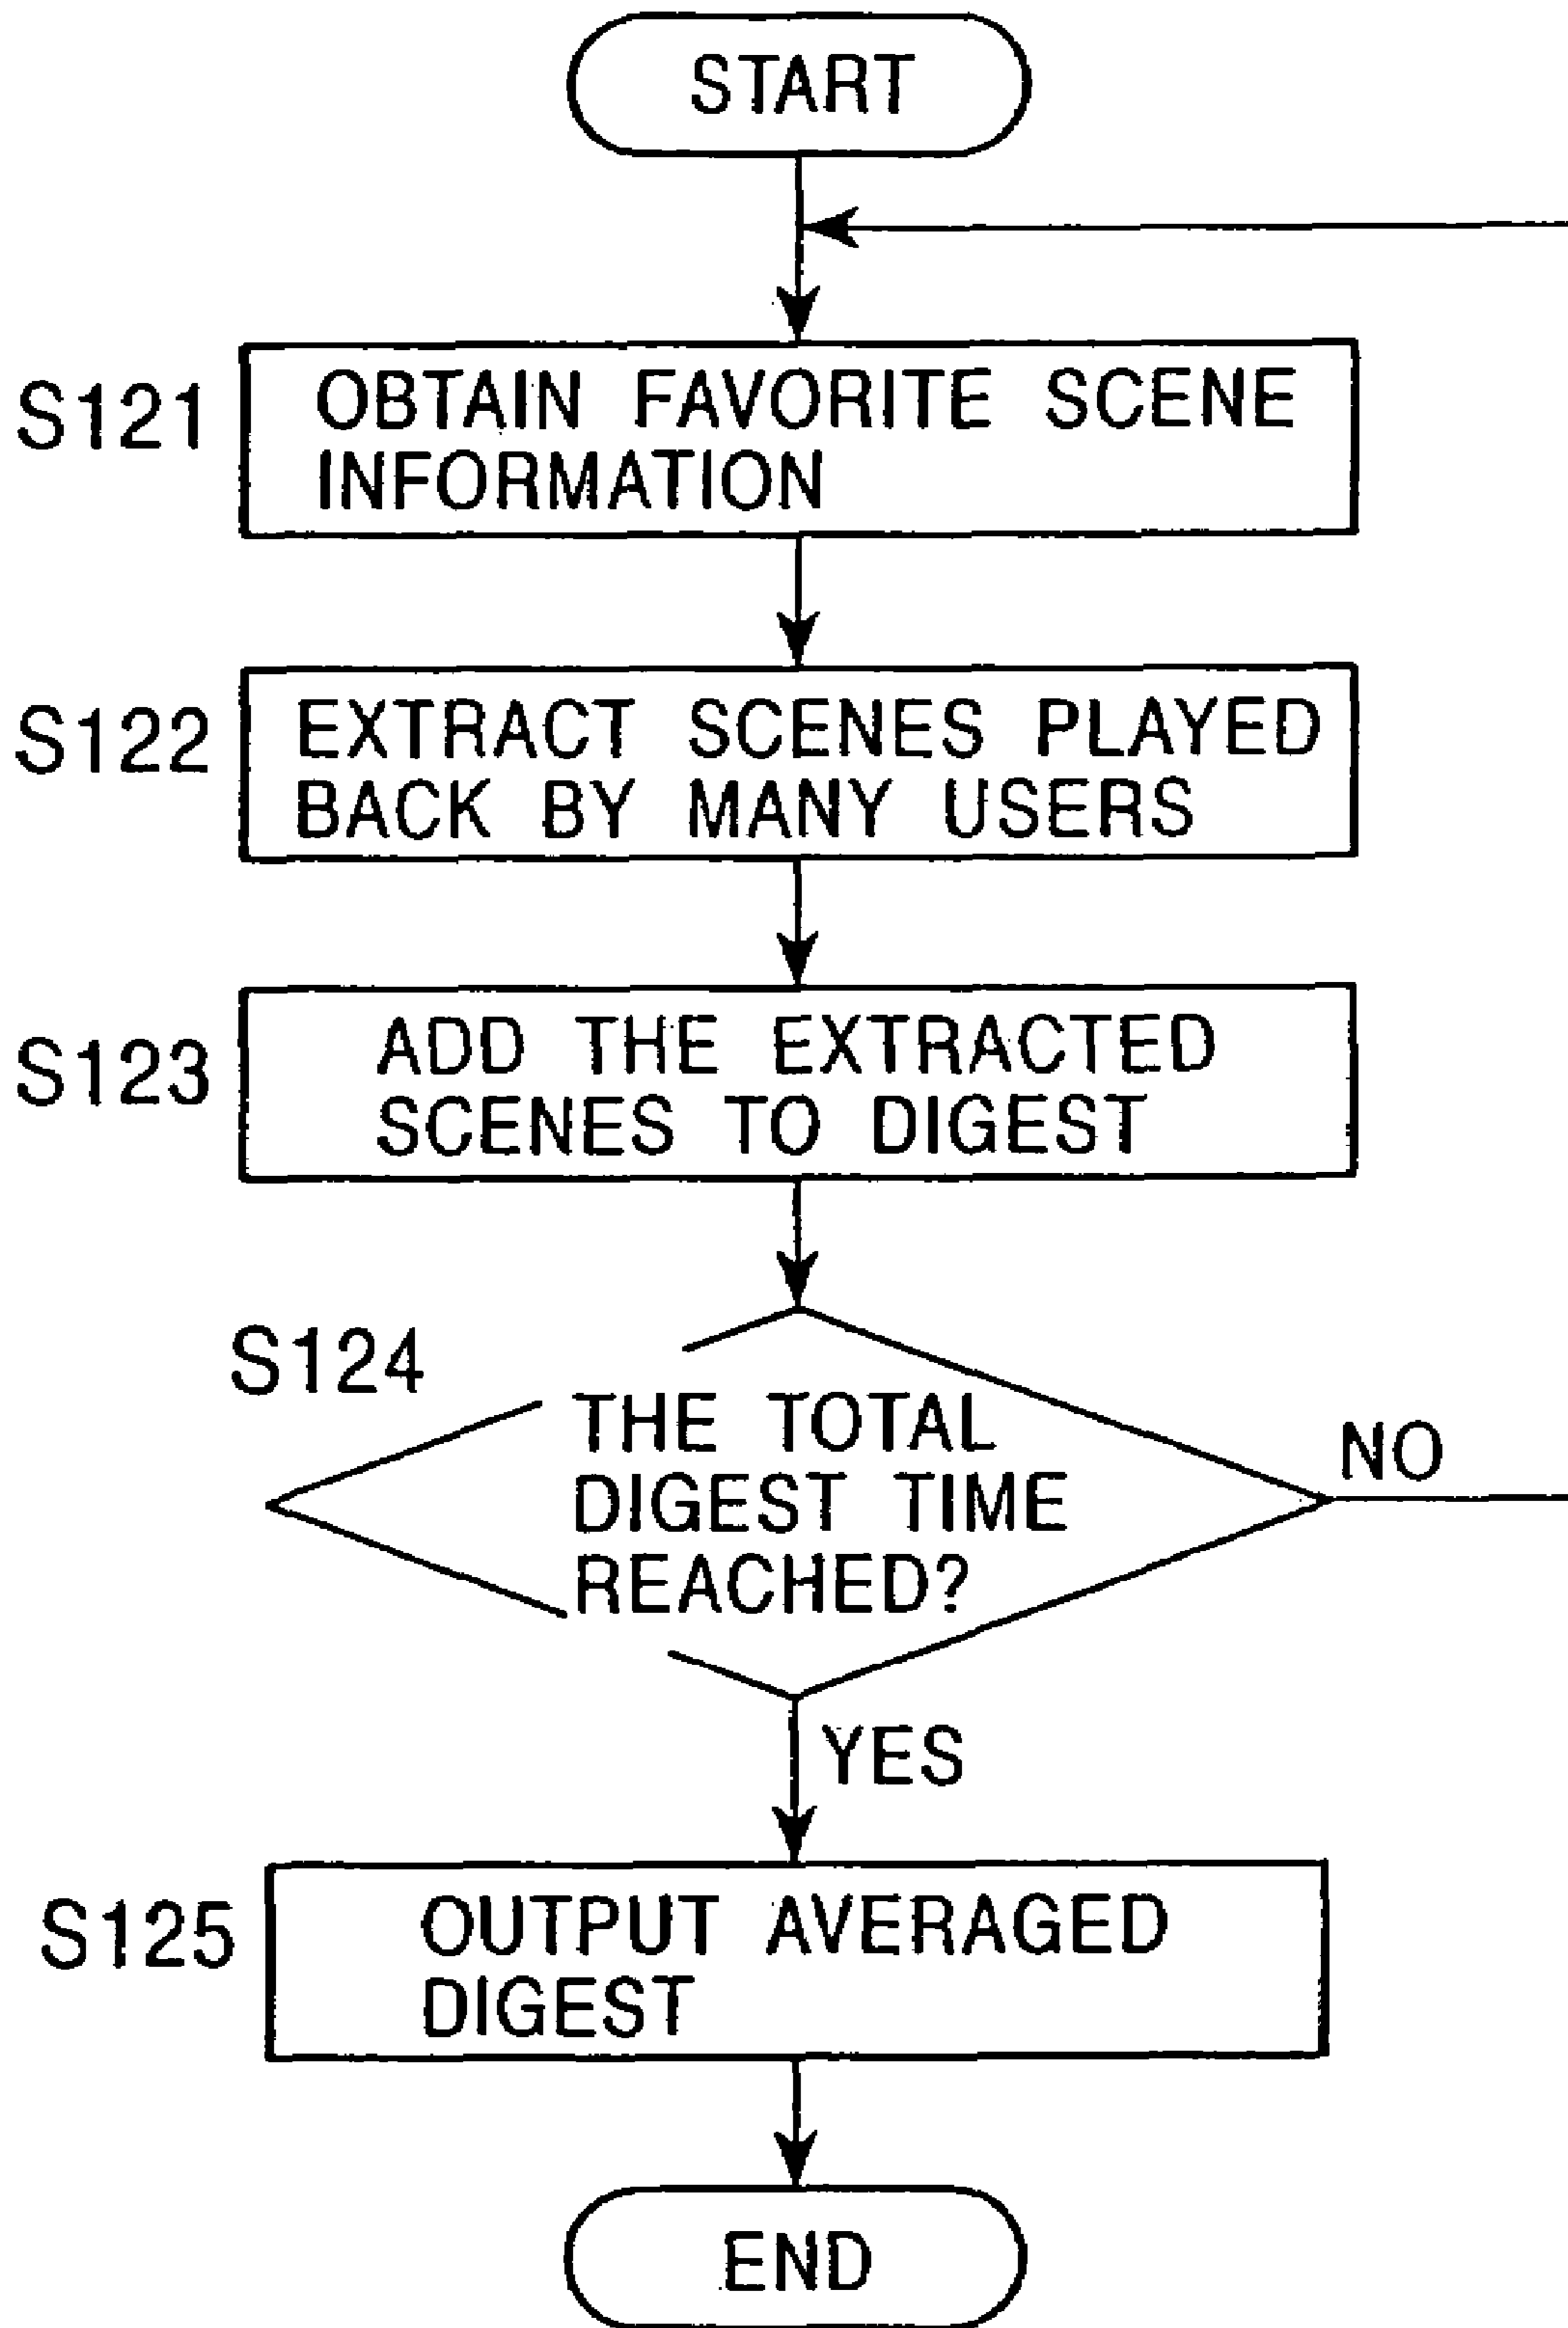 START
S121
OBTAIN FAVORITE SCENE
INFORMATION
S122
EXTRACT SCENES PLAYED
BACK BY MANY USERS
S123
ADD THE EXTRACTED
SCENES TO DIGEST
S124
THE TOTAL
DIGEST TIME
REACHED?
NO
YES
S125
OUTPUT AVERAGED
DIGEST
END